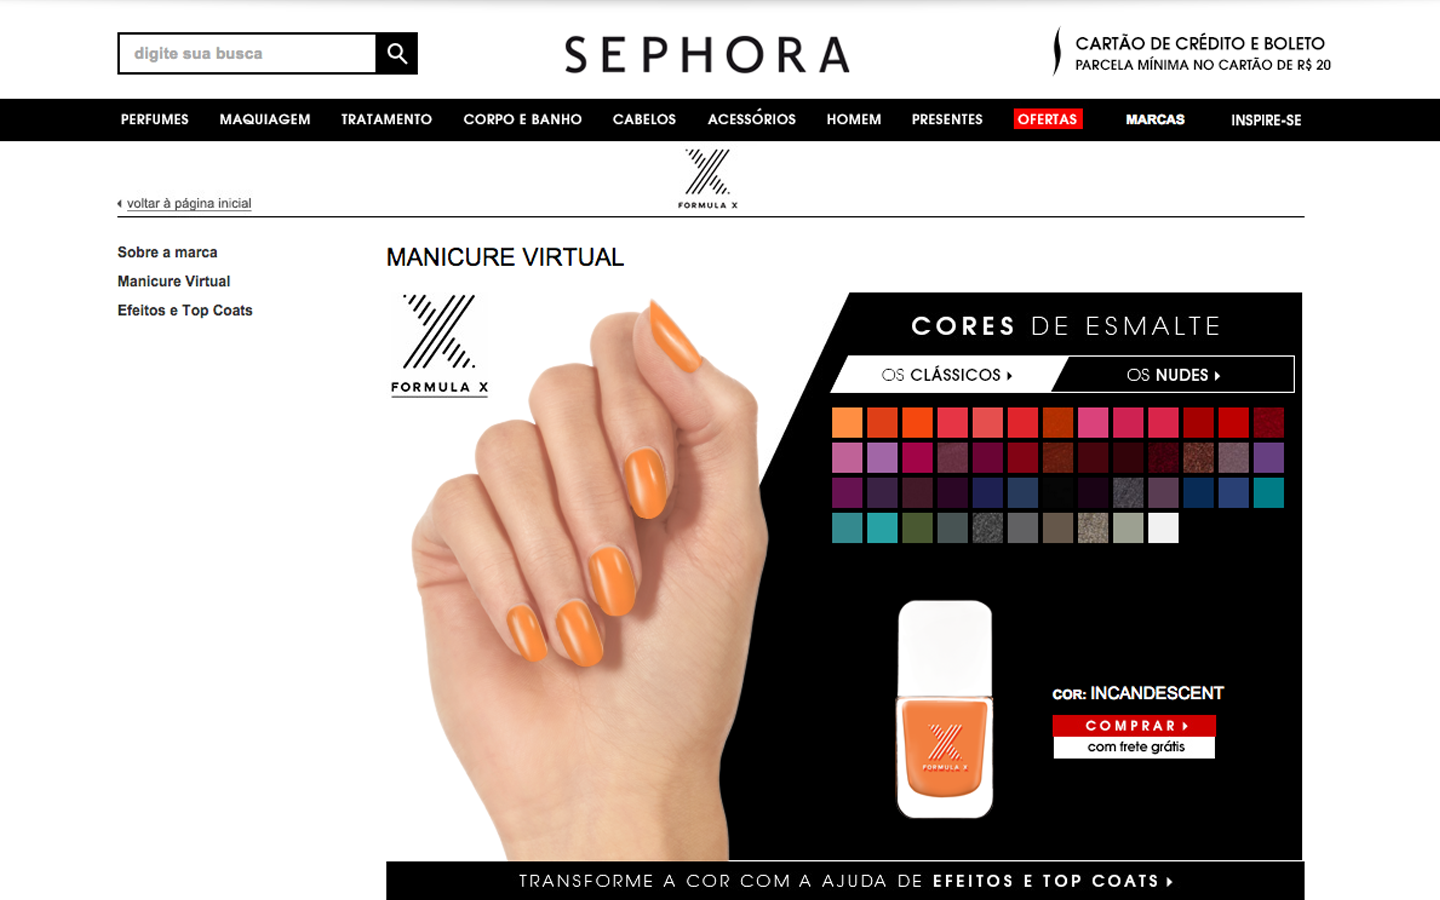 digite sua busca
SEPHORA
CARTÃO DE CRÉDITO E BOLETO
PARCELA MÍNIMA NO CARTÃO DE R$ 20
PERFUMES MAQUIAGEM TRATAMENTO CORPO E BANHO CABELOS ACESSÓRIOS HOMEM PRESENTES OFERTAS MARCAS INSPIRE-SE
X
FORMULA X
voltar à página inicial
Sobre a marca
Manicure Virtual
Efeitos e Top Coats
MANICURE VIRTUAL
X
FORMULA X
CORES DE ESMALTE
OS CLÁSSICOS
OS NUDES
X
FORMULA X
COR: INCANDESCENT
COMPRAR
com frete grátis
TRANSFORME A COR COM A AJUDA DE EFEITOS E TOP COATS